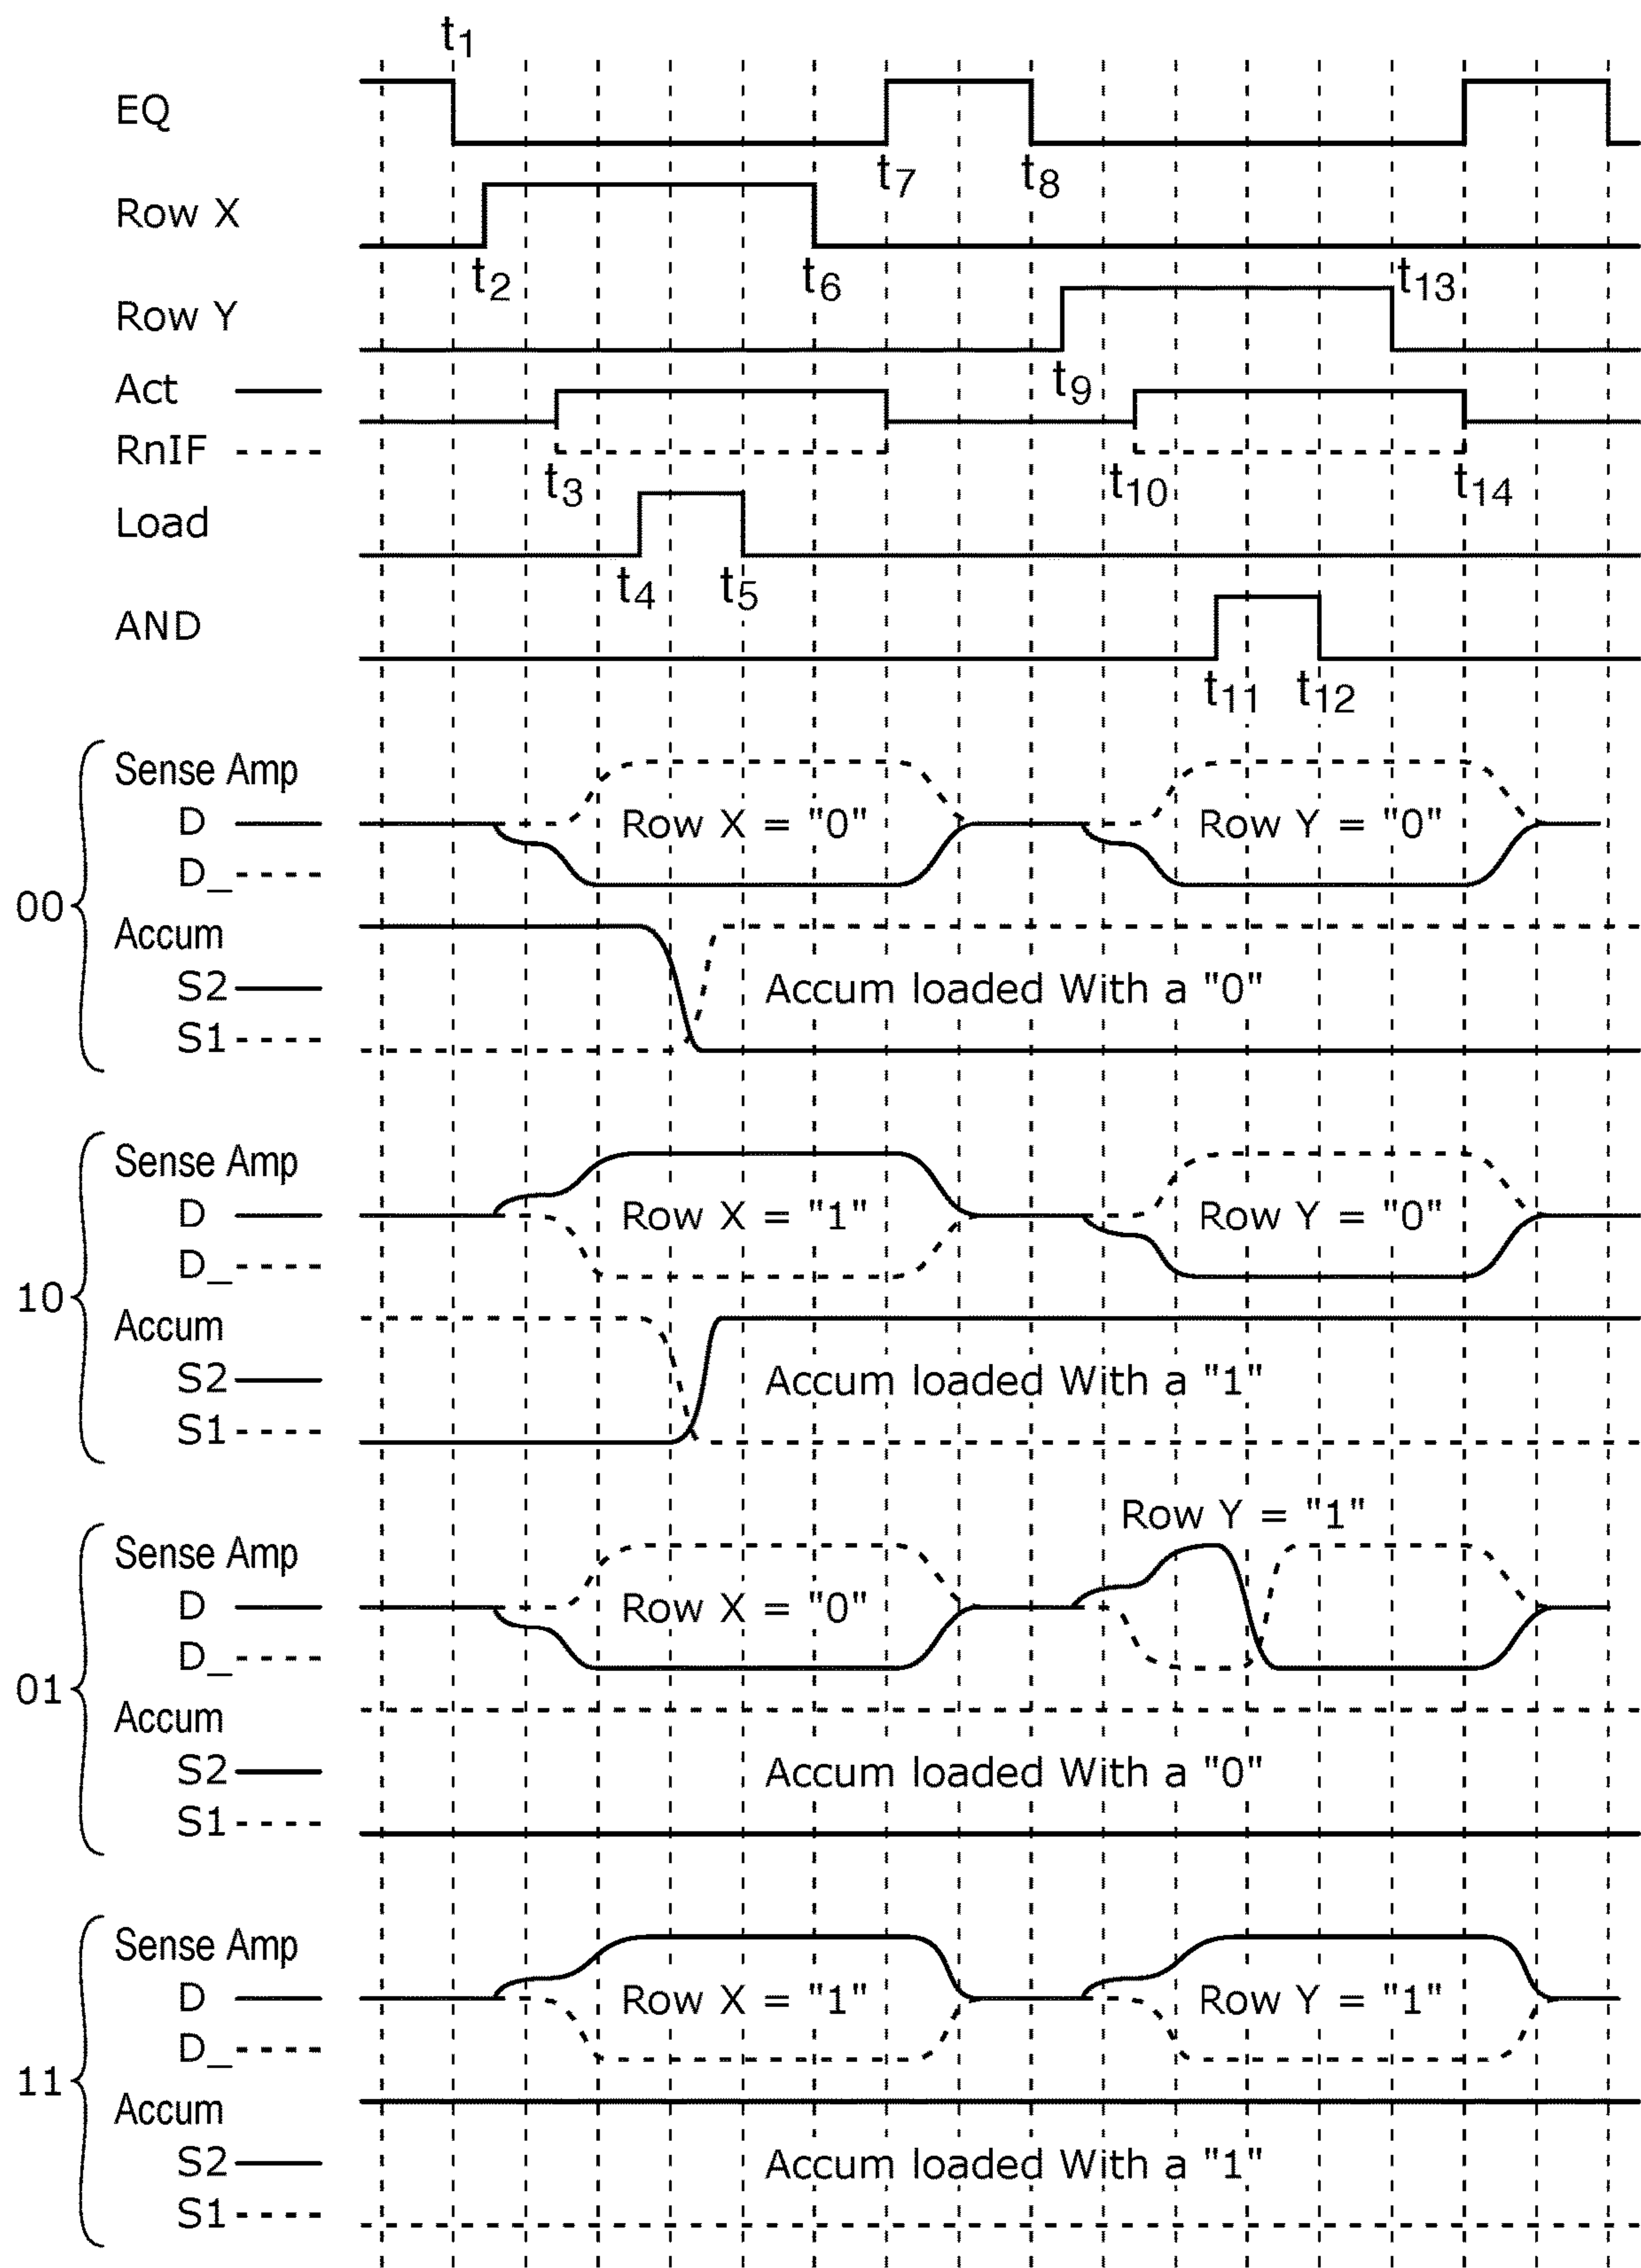 t1
EQ
t7 t8
Row X
t2 t6 t13
Row Y
t9
Act
RnIF
t3 t10 t14
Load
t4 t5
AND
t11 t12
00
Sense Amp
D
D_
Row X = "0" Row Y = "0"
Accum
S2
S1
Accum loaded With a "0"
10
Sense Amp
D
D_
Row X = "1" Row Y = "0"
Accum
S2
S1
Accum loaded With a "1"
01
Row Y = "1"
Sense Amp
D
D_
Row X = "0"
Accum
S2
S1
Accum loaded With a "0"
11
Sense Amp
D
D_
Row X = "1" Row Y = "1"
Accum
S2
S1
Accum loaded With a "1"